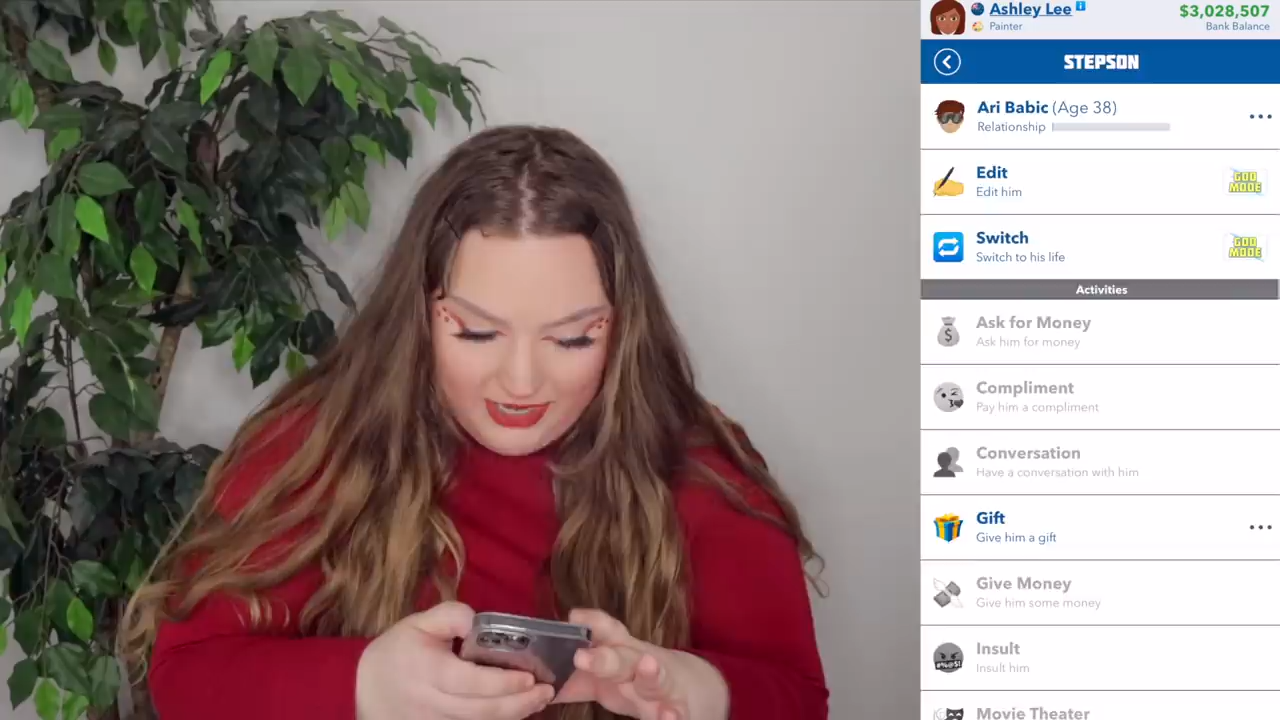 Ashley Lee
Painter
$3,028,507
Bank Balance
STEPSON
Ari Babic (Age 38)
Relationship
Edit
Edit him
GOD MODE
Switch
Switch to his life
GOD MODE
Activities
Ask for Money
Ask him for money
Compliment
Pay him a compliment
Conversation
Have a conversation with him
Gift
Give him a gift
Give Money
Give him some money
Insult
Insult him
Movie Theater